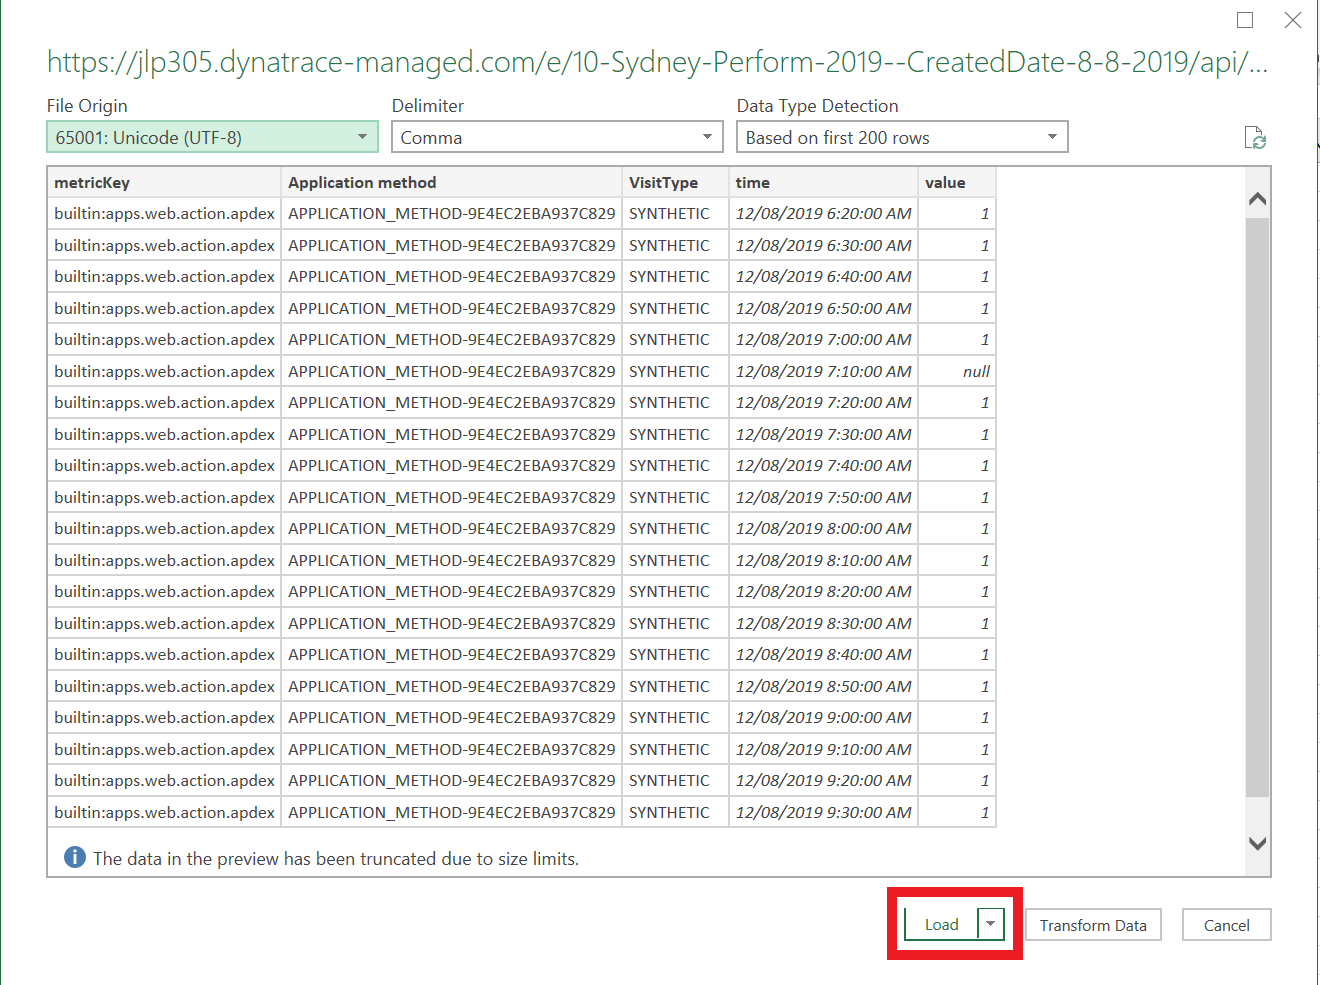 https://jlp305.dynatrace-managed.com/e/10-Sydney-Perform-2019--CreatedDate-8-8-2019/api/...
File Origin Delimiter Data Type Detection
65001: Unicode (UTF-8) Comma Based on first 200 rows
metricKey Application method VisitType time value
builtin:apps.web.action.apdex APPLICATION_METHOD-9E4EC2EBA937C829 SYNTHETIC 12/08/2019 6:20:00 AM 1
builtin:apps.web.action.apdex APPLICATION_METHOD-9E4EC2EBA937C829 SYNTHETIC 12/08/2019 6:30:00 AM 1
builtin:apps.web.action.apdex APPLICATION_METHOD-9E4EC2EBA937C829 SYNTHETIC 12/08/2019 6:40:00 AM 1
builtin:apps.web.action.apdex APPLICATION_METHOD-9E4EC2EBA937C829 SYNTHETIC 12/08/2019 6:50:00 AM 1
builtin:apps.web.action.apdex APPLICATION_METHOD-9E4EC2EBA937C829 SYNTHETIC 12/08/2019 7:00:00 AM 1
builtin:apps.web.action.apdex APPLICATION_METHOD-9E4EC2EBA937C829 SYNTHETIC 12/08/2019 7:10:00 AM null
builtin:apps.web.action.apdex APPLICATION_METHOD-9E4EC2EBA937C829 SYNTHETIC 12/08/2019 7:20:00 AM 1
builtin:apps.web.action.apdex APPLICATION_METHOD-9E4EC2EBA937C829 SYNTHETIC 12/08/2019 7:30:00 AM 1
builtin:apps.web.action.apdex APPLICATION_METHOD-9E4EC2EBA937C829 SYNTHETIC 12/08/2019 7:40:00 AM 1
builtin:apps.web.action.apdex APPLICATION_METHOD-9E4EC2EBA937C829 SYNTHETIC 12/08/2019 7:50:00 AM 1
builtin:apps.web.action.apdex APPLICATION_METHOD-9E4EC2EBA937C829 SYNTHETIC 12/08/2019 8:00:00 AM 1
builtin:apps.web.action.apdex APPLICATION_METHOD-9E4EC2EBA937C829 SYNTHETIC 12/08/2019 8:10:00 AM 1
builtin:apps.web.action.apdex APPLICATION_METHOD-9E4EC2EBA937C829 SYNTHETIC 12/08/2019 8:20:00 AM 1
builtin:apps.web.action.apdex APPLICATION_METHOD-9E4EC2EBA937C829 SYNTHETIC 12/08/2019 8:30:00 AM 1
builtin:apps.web.action.apdex APPLICATION_METHOD-9E4EC2EBA937C829 SYNTHETIC 12/08/2019 8:40:00 AM 1
builtin:apps.web.action.apdex APPLICATION_METHOD-9E4EC2EBA937C829 SYNTHETIC 12/08/2019 8:50:00 AM 1
builtin:apps.web.action.apdex APPLICATION_METHOD-9E4EC2EBA937C829 SYNTHETIC 12/08/2019 9:00:00 AM 1
builtin:apps.web.action.apdex APPLICATION_METHOD-9E4EC2EBA937C829 SYNTHETIC 12/08/2019 9:10:00 AM 1
builtin:apps.web.action.apdex APPLICATION_METHOD-9E4EC2EBA937C829 SYNTHETIC 12/08/2019 9:20:00 AM 1
builtin:apps.web.action.apdex APPLICATION_METHOD-9E4EC2EBA937C829 SYNTHETIC 12/08/2019 9:30:00 AM 1
The data in the preview has been truncated due to size limits.
Load Transform Data Cancel